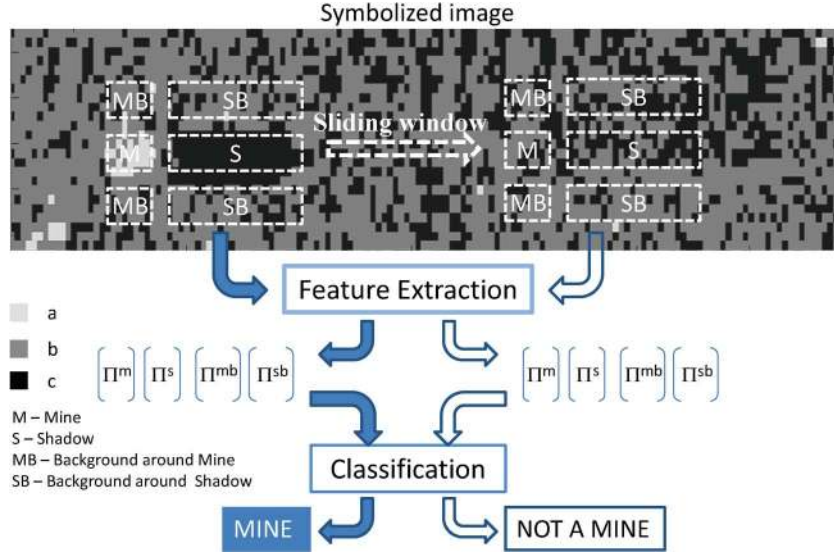 Symbolized image
MB SB MB SB
Sliding window
M S M S
MB SB MB SB
Feature Extraction
a
b
c
Πᵐ Πˢ Πᵐᵇ Πˢᵇ Πᵐ Πˢ Πᵐᵇ Πˢᵇ
M – Mine
S – Shadow
MB – Background around Mine
SB – Background around Shadow
Classification
MINE NOT A MINE